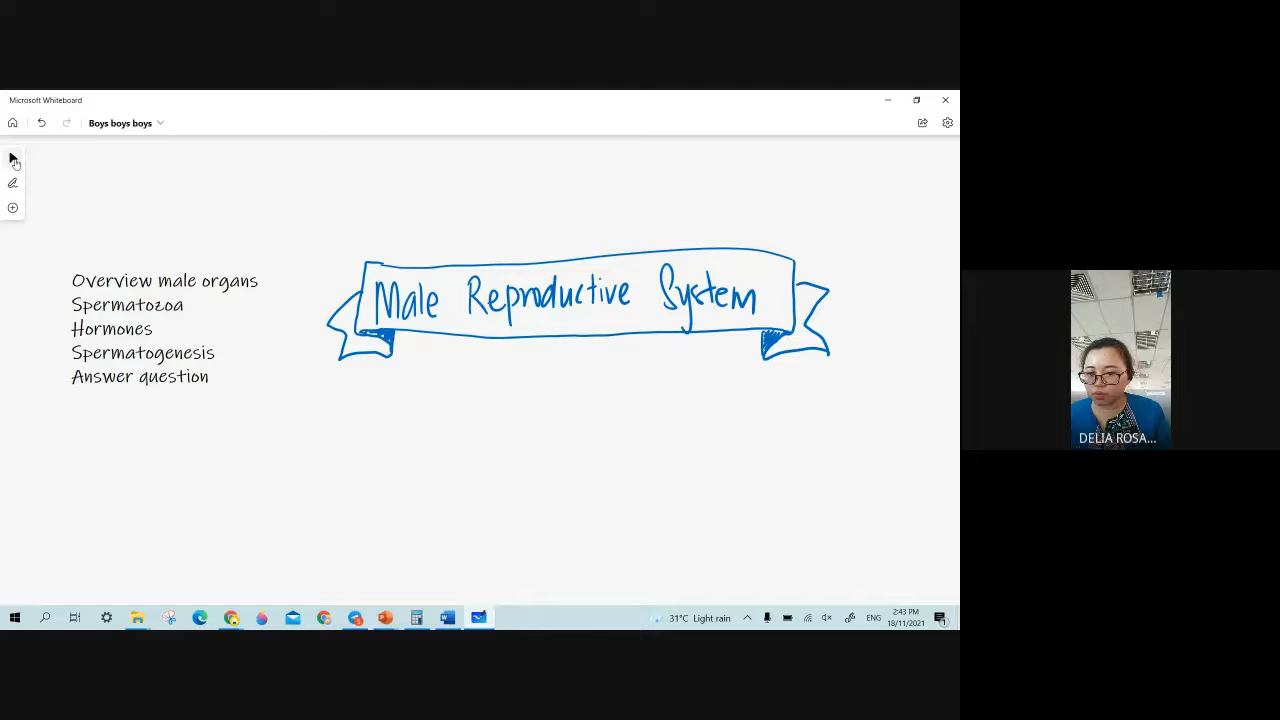 Microsoft Whiteboard
Boys boys boys
Overview male organs
Spermatozoa
Hormones
Spermatogenesis
Answer question
Male Reproductive System
DELIA ROSA...
31°C Light rain
ENG
2:43 PM
18/11/2021